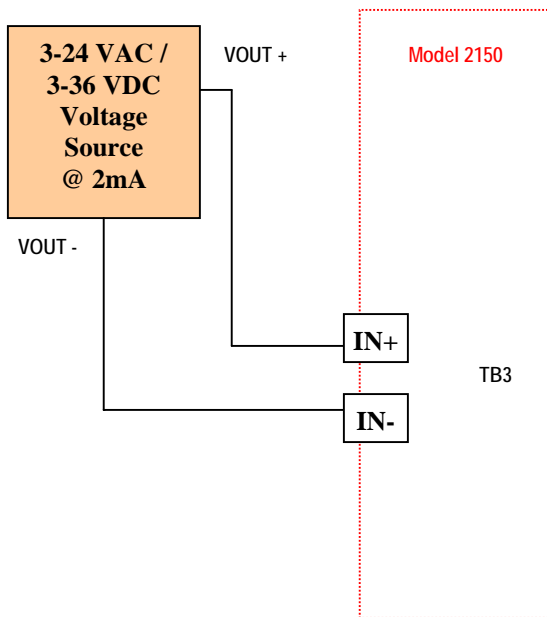 3-24 VAC /
3-36 VDC
Voltage
Source
@ 2mA
VOUT +
Model 2150
VOUT -
IN+
TB3
IN-